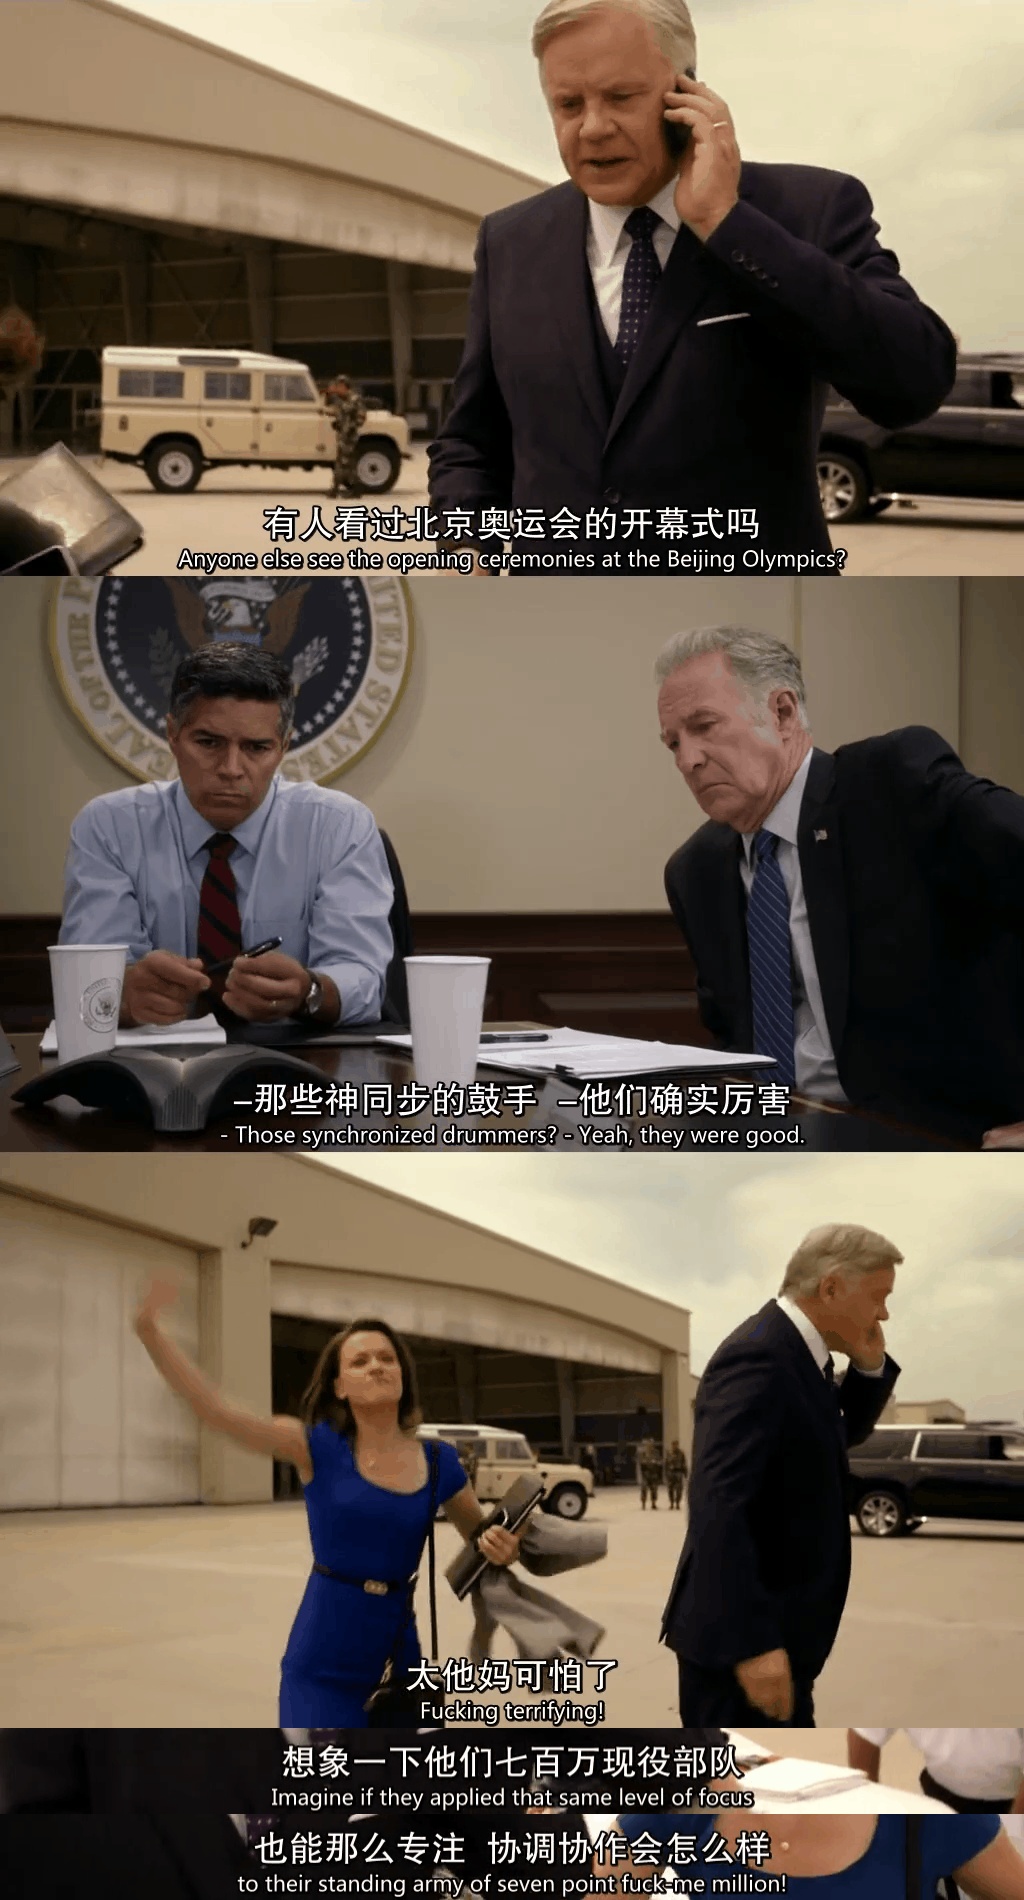 有人看过北京奥运会的开幕式吗
Anyone else see the opening ceremonies at the Beijing Olympics?
SEAL OF THE P
UNITED STATES
–那些神同步的鼓手 –他们确实厉害
- Those synchronized drummers? - Yeah, they were good.
太他妈可怕了
Fucking terrifying!
想象一下他们七百万现役部队
Imagine if they applied that same level of focus
也能那么专注 协调协作会怎么样
to their standing army of seven point fuck-me million!